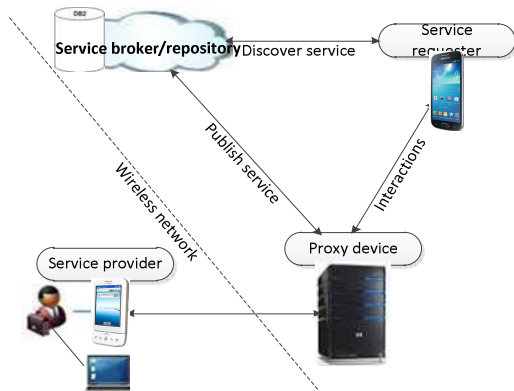 DB2
Service broker/repository
Discover service
Service
requester
Publish service
Interactions
Wireless network
Proxy device
Service provider